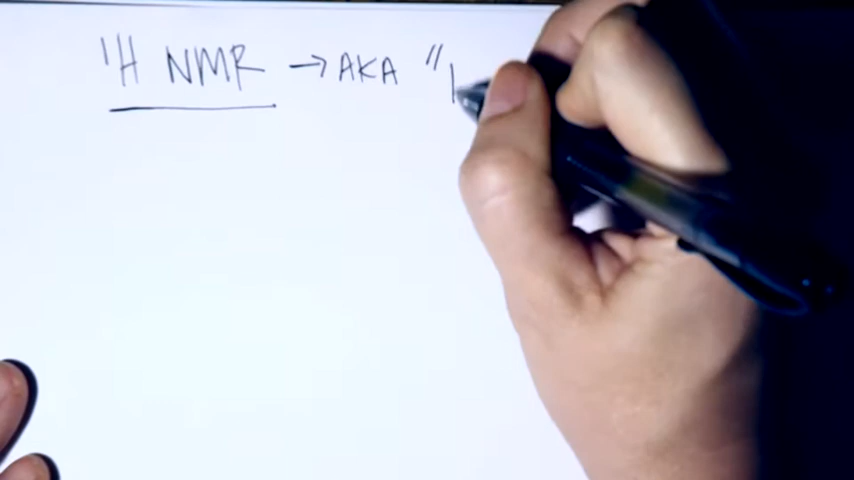 ¹H NMR → AKA "